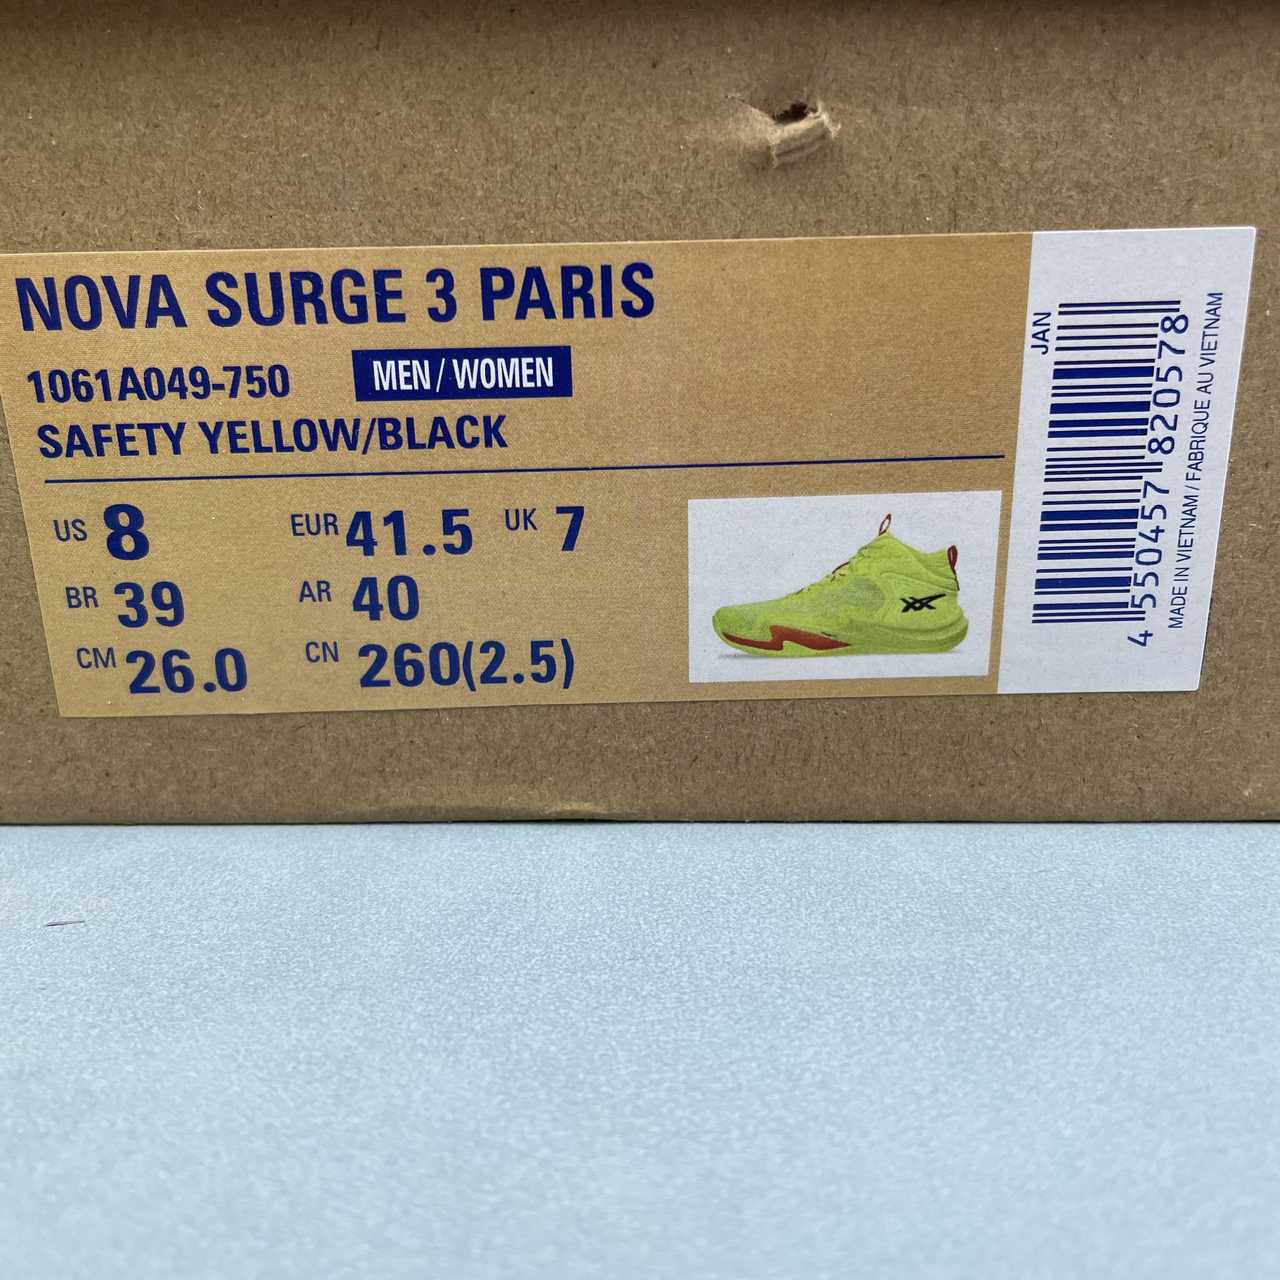 NOVA SURGE 3 PARIS
1061A049-750 MEN / WOMEN
SAFETY YELLOW/BLACK
US 8 EUR 41.5 UK 7
BR 39 AR 40
CM 26.0 CN 260(2.5)
JAN
4 550457 820578
MADE IN VIETNAM / FABRIQUE AU VIETNAM